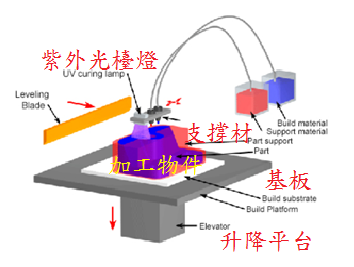 紫外光檯燈
UV curing lamp
Leveling
Blade
Build material
Support material
支撐材
Part support
Part
加工物件
基板
Build substrate
Build Platform
Elevator
升降平台